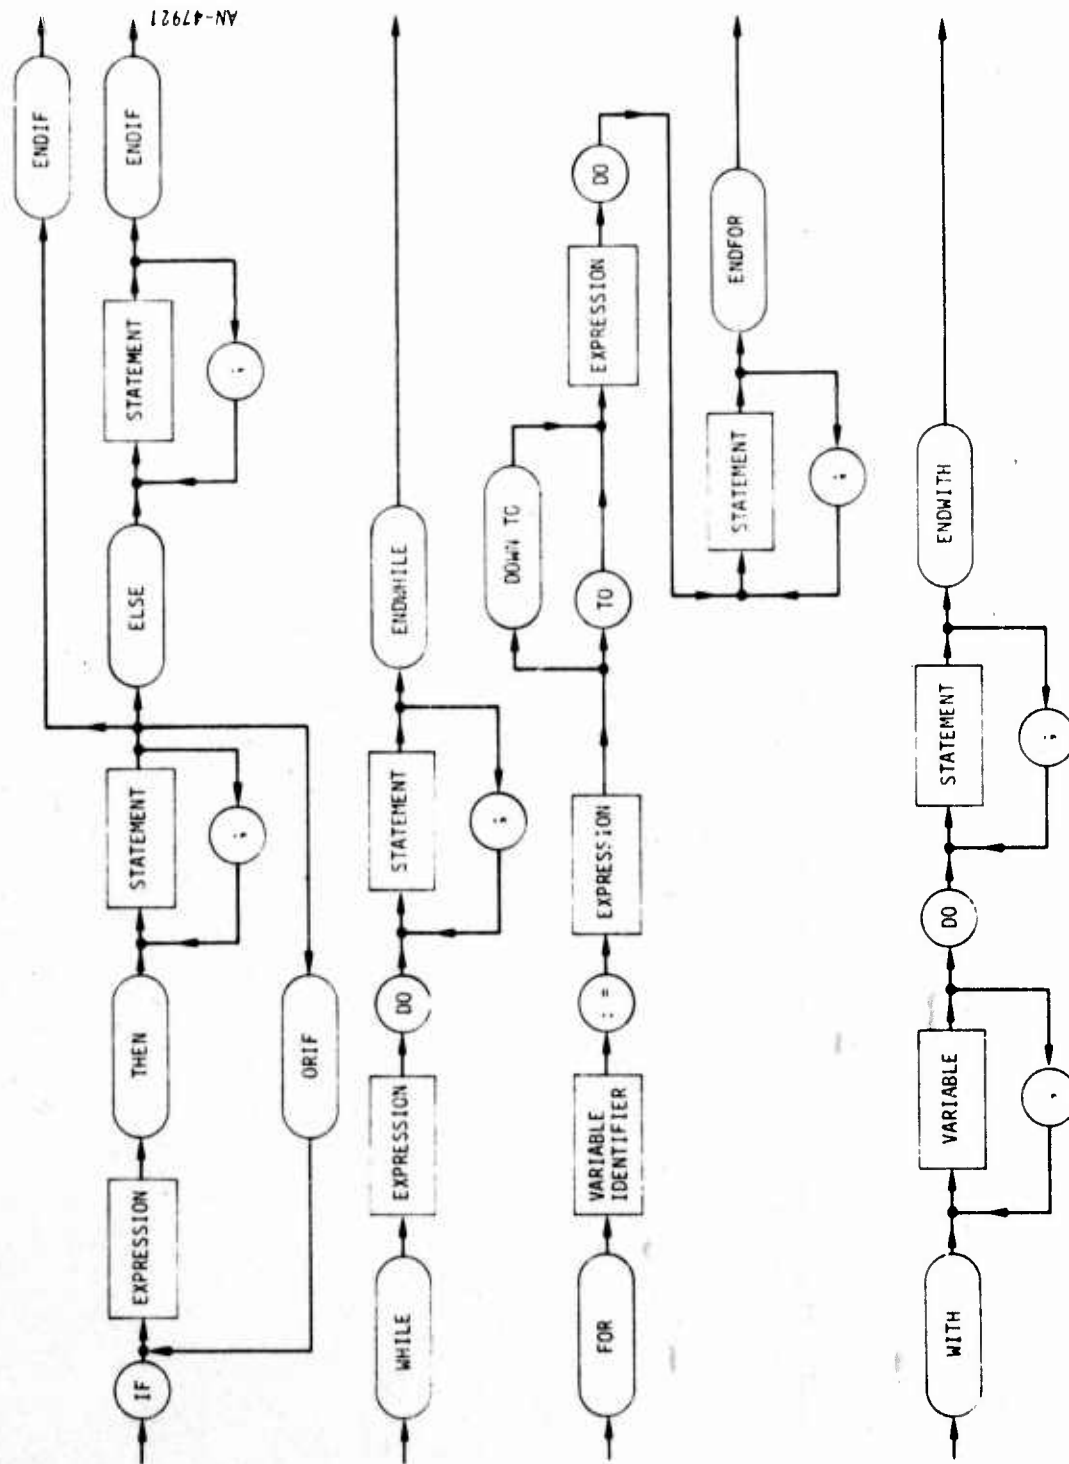 AN-47921
IF
EXPRESSION
THEN
STATEMENT
;
ORIF
ENDIF
ELSE
STATEMENT
;
ENDIF
WHILE
EXPRESSION
DO
STATEMENT
;
ENDWHILE
FOR
VARIABLE
IDENTIFIER
: =
EXPRESSION
DOWN TO
TO
EXPRESSION
DO
STATEMENT
;
ENDFOR
WITH
VARIABLE
,
DO
STATEMENT
;
ENDWITH